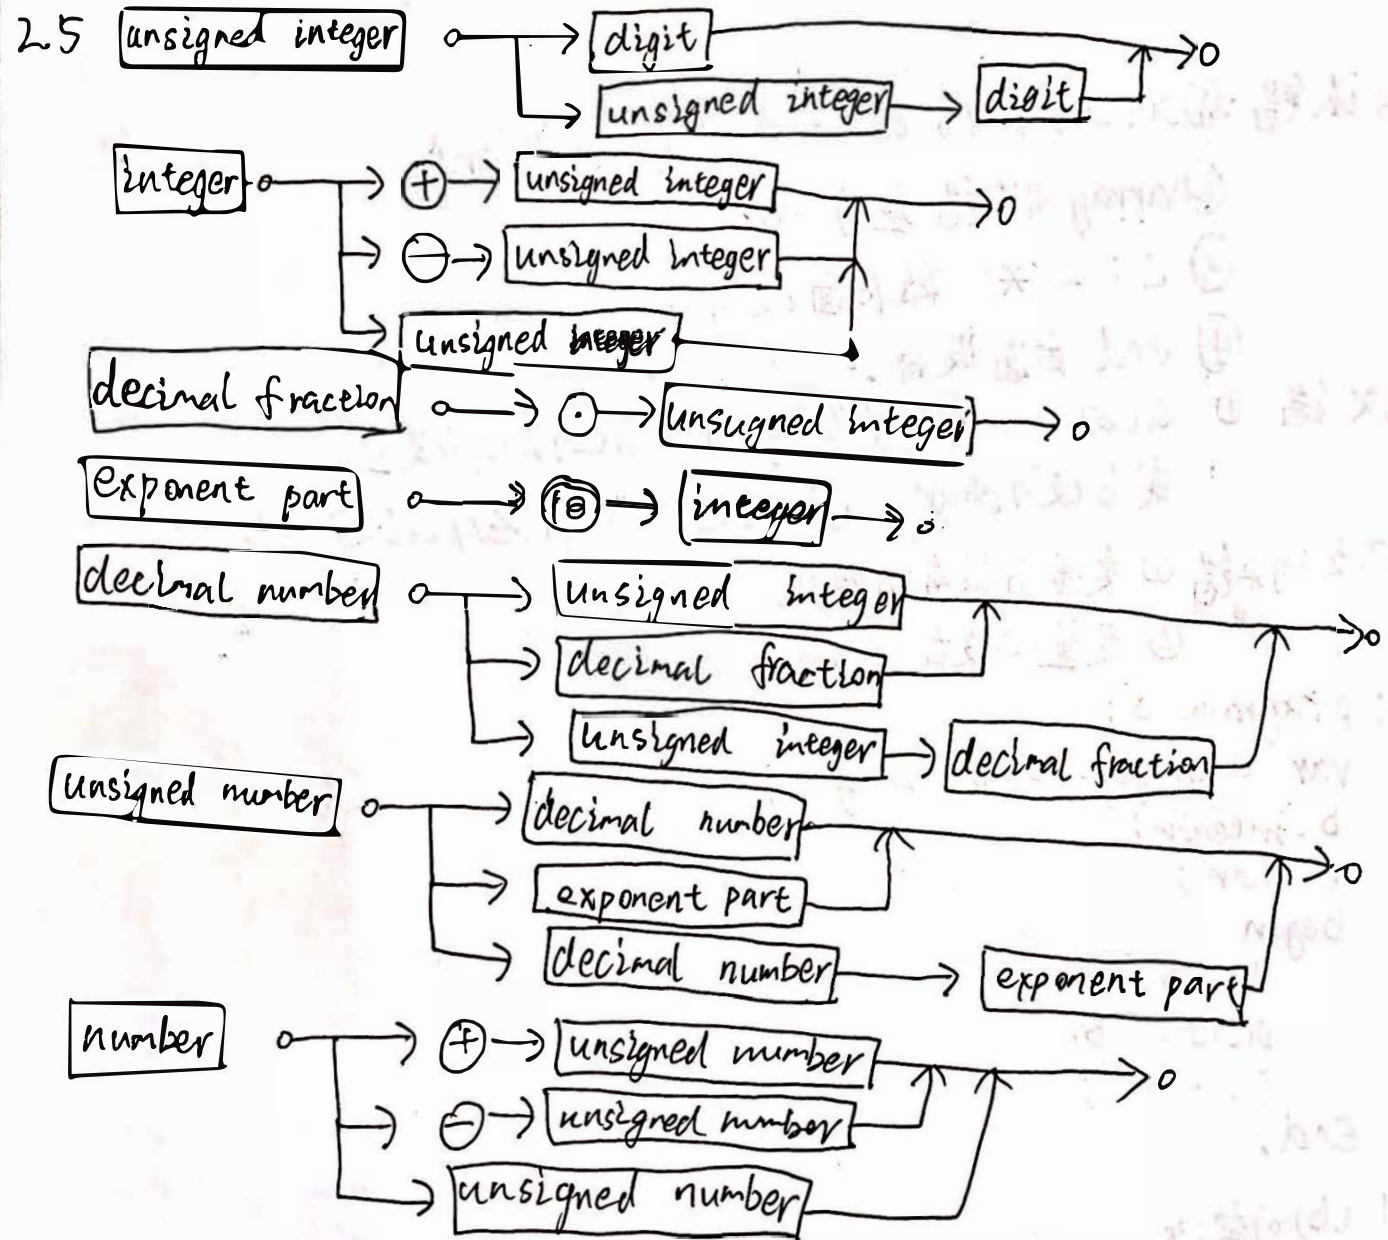 2.5 unsigned integer digit
unsigned integer digit
integer + unsigned integer
− unsigned integer
unsigned integer
decimal fraction . unsugned integer
exponent part 10 integer
decimal number unsigned integer
decimal fraction
unsigned integer decimal fraction
unsigned number decimal number
exponent part
decimal number exponent part
number + unsigned number
− unsigned number
unsigned number